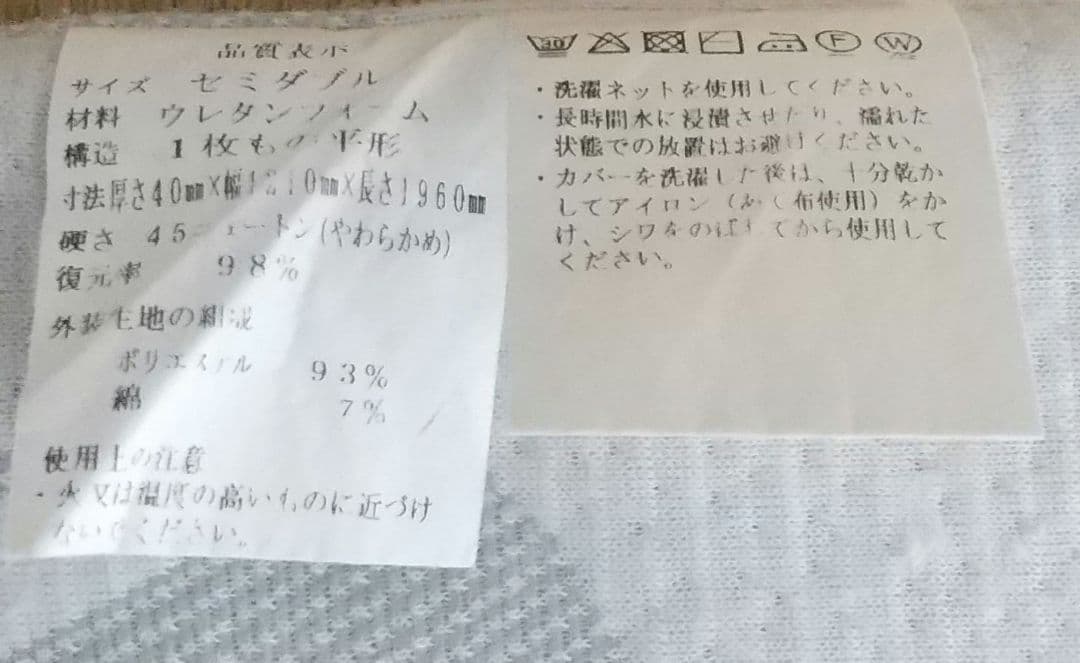 品質表示
サイズ セミダブル
材料 ウレタンフォーム
構造 1枚もの 平形
寸法 厚さ40mm×幅 ×長さ1960mm
硬さ 45ニュートン(やわらかめ)
復元率 98%
外装生地の組成
ポリエステル 93%
綿 7%
使用上の注意
・火又は温度の高いものに近づけ
ないでください。
30
F
W
・洗濯ネットを使用してください。
・長時間水に浸漬させたり、濡れた
状態での放置はお避けください。
・カバーを洗濯した後は、十分乾か
してアイロン(あて布使用)をか
け、シワをのばしてから使用して
ください。